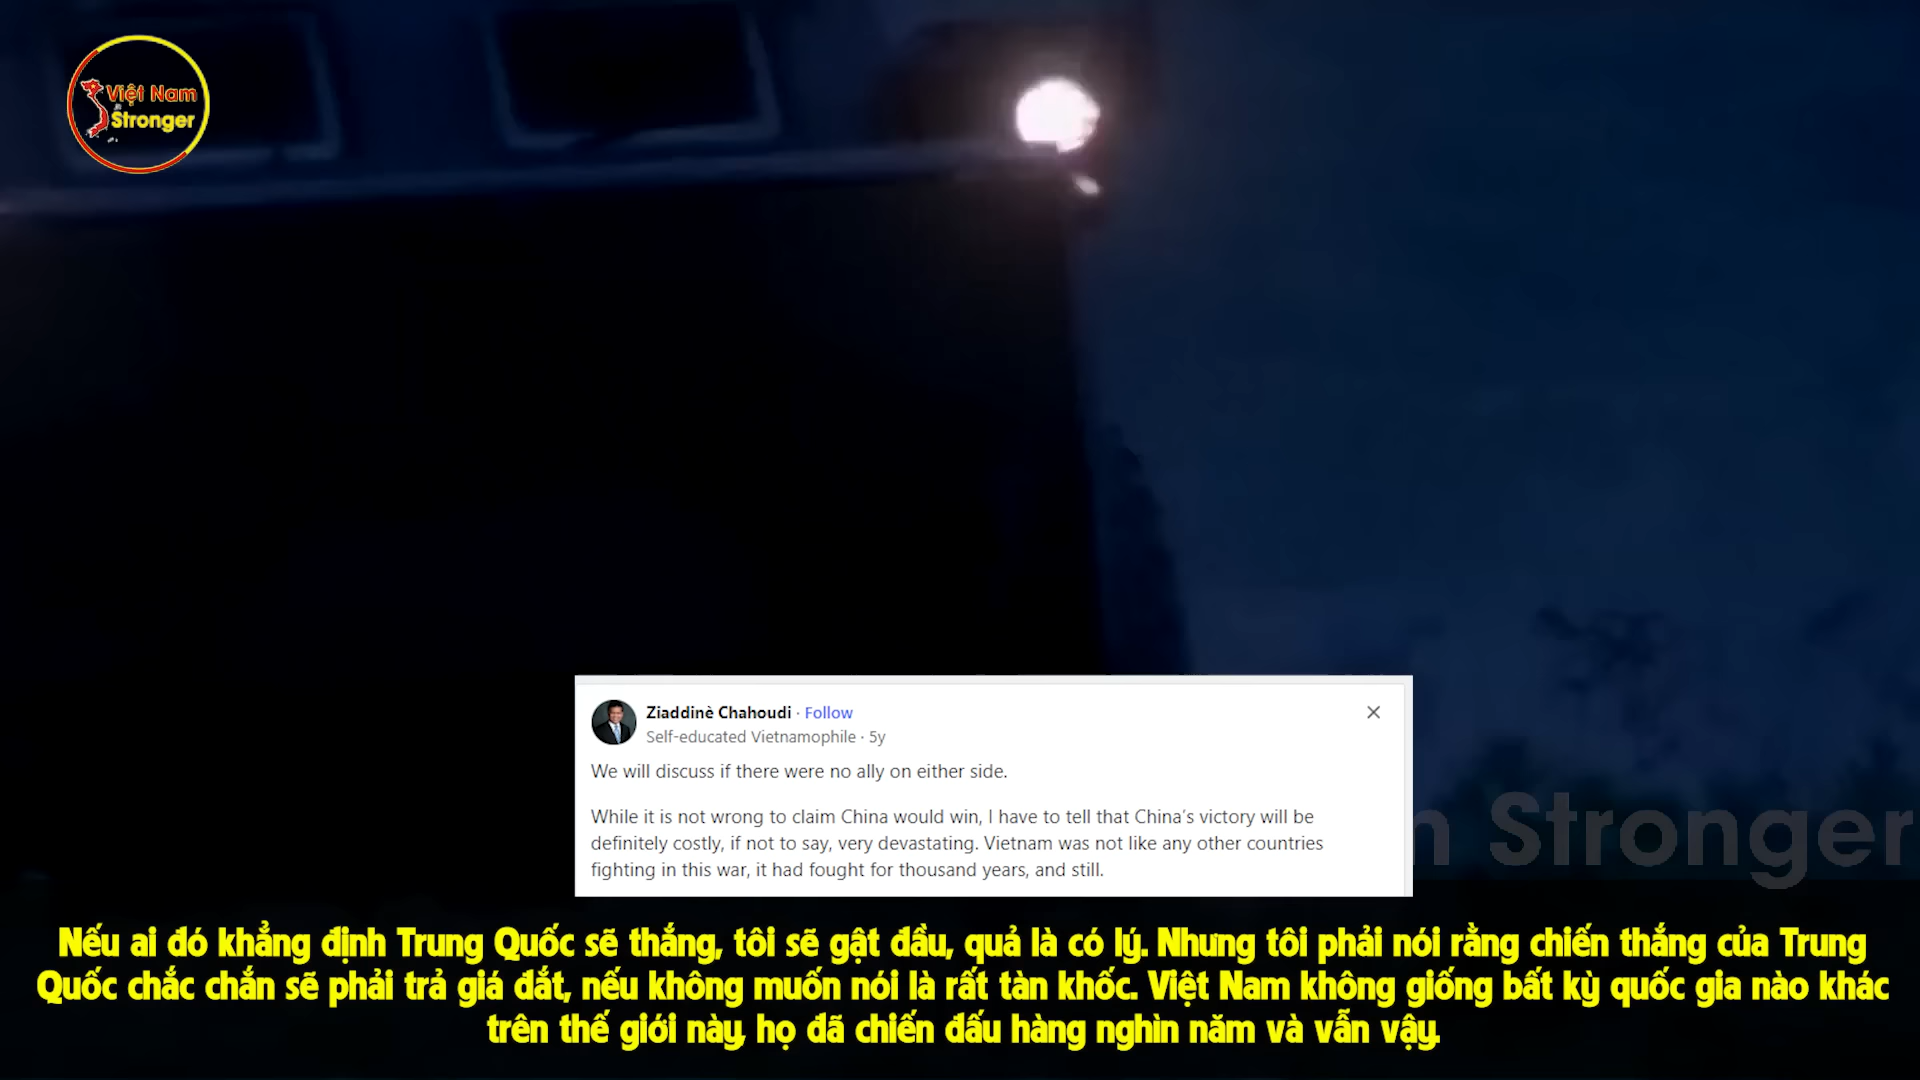 Việt Nam
Stronger
Ziaddinè Chahoudi · Follow
Self-educated Vietnamophile · 5y
We will discuss if there were no ally on either side.
While it is not wrong to claim China would win, I have to tell that China’s victory will be
definitely costly, if not to say, very devastating. Vietnam was not like any other countries
fighting in this war, it had fought for thousand years, and still.
Stronger
Nếu ai đó khẳng định Trung Quốc sẽ thắng, tôi sẽ gật đầu, quả là có lý. Nhưng tôi phải nói rằng chiến thắng của Trung
Quốc chắc chắn sẽ phải trả giá đắt, nếu không muốn nói là rất tàn khốc. Việt Nam không giống bất kỳ quốc gia nào khác
trên thế giới này, họ đã chiến đấu hàng nghìn năm và vẫn vậy.